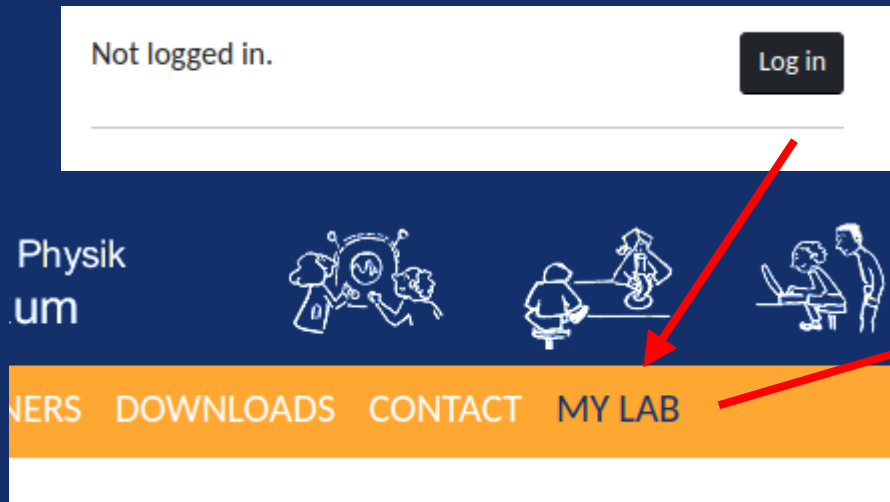 Not logged in.
Log in
Physik
um
NERS DOWNLOADS CONTACT MY LAB